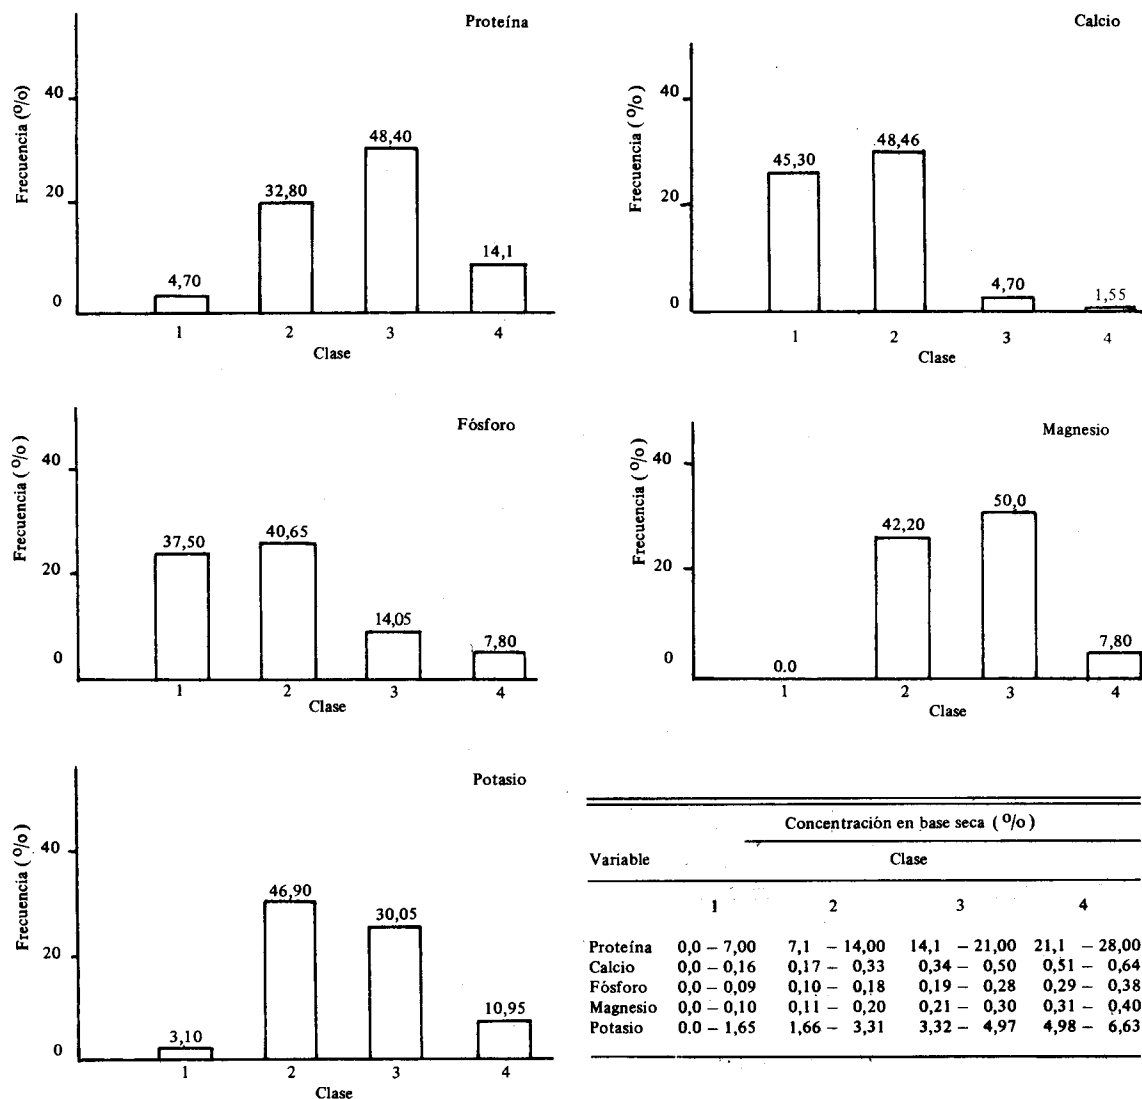 Proteína
Frecuencia (%)
40
20
0
4,70
32,80
48,40
14,1
1 2 3 4
Clase
Calcio
Frecuencia (%)
40
20
0
45,30
48,46
4,70
1,55
1 2 3 4
Clase
Fósforo
Frecuencia (%)
40
20
0
37,50
40,65
14,05
7,80
1 2 3 4
Clase
Magnesio
Frecuencia (%)
40
20
0
0.0
42,20
50,0
7,80
1 2 3 4
Clase
Potasio
Frecuencia (%)
40
20
0
3,10
46,90
30,05
10,95
1 2 3 4
Clase
Concentración en base seca (%)
Variable Clase
1 2 3 4
Proteína 0,0 – 7,00 7,1 – 14,00 14,1 – 21,00 21,1 – 28,00
Calcio 0,0 – 0,16 0,17 – 0,33 0,34 – 0,50 0,51 – 0,64
Fósforo 0,0 – 0,09 0,10 – 0,18 0,19 – 0,28 0,29 – 0,38
Magnesio 0,0 – 0,10 0,11 – 0,20 0,21 – 0,30 0,31 – 0,40
Potasio 0.0 – 1,65 1,66 – 3,31 3,32 – 4,97 4,98 – 6,63